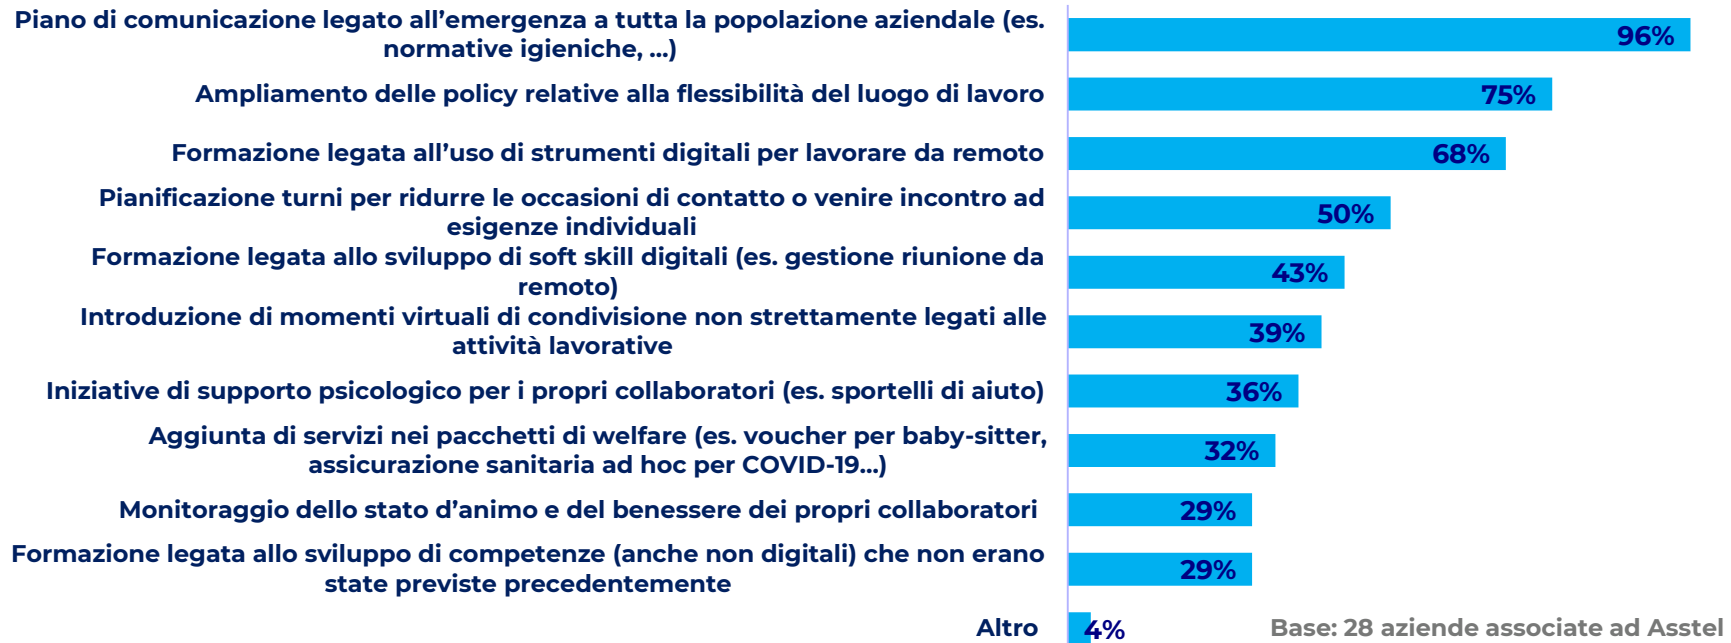 Piano di comunicazione legato all’emergenza a tutta la popolazione aziendale (es.
normative igieniche, …)
96%
Ampliamento delle policy relative alla flessibilità del luogo di lavoro
75%
Formazione legata all’uso di strumenti digitali per lavorare da remoto
68%
Pianificazione turni per ridurre le occasioni di contatto o venire incontro ad
esigenze individuali
50%
Formazione legata allo sviluppo di soft skill digitali (es. gestione riunione da
remoto)
43%
Introduzione di momenti virtuali di condivisione non strettamente legati alle
attività lavorative
39%
Iniziative di supporto psicologico per i propri collaboratori (es. sportelli di aiuto)
36%
Aggiunta di servizi nei pacchetti di welfare (es. voucher per baby-sitter,
assicurazione sanitaria ad hoc per COVID-19…)
32%
Monitoraggio dello stato d’animo e del benessere dei propri collaboratori
29%
Formazione legata allo sviluppo di competenze (anche non digitali) che non erano
state previste precedentemente
29%
Altro
4%
Base: 28 aziende associate ad Asstel